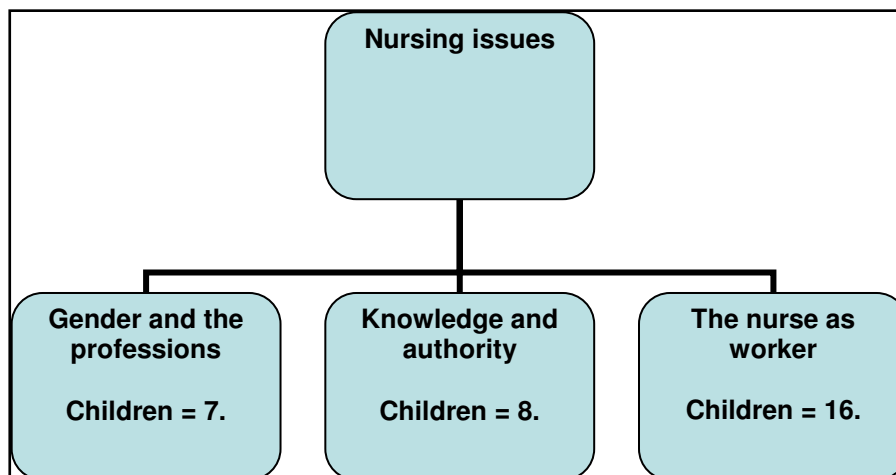 Nursing issues
Gender and the
professions
Children = 7.
Knowledge and
authority
Children = 8.
The nurse as
worker
Children = 16.